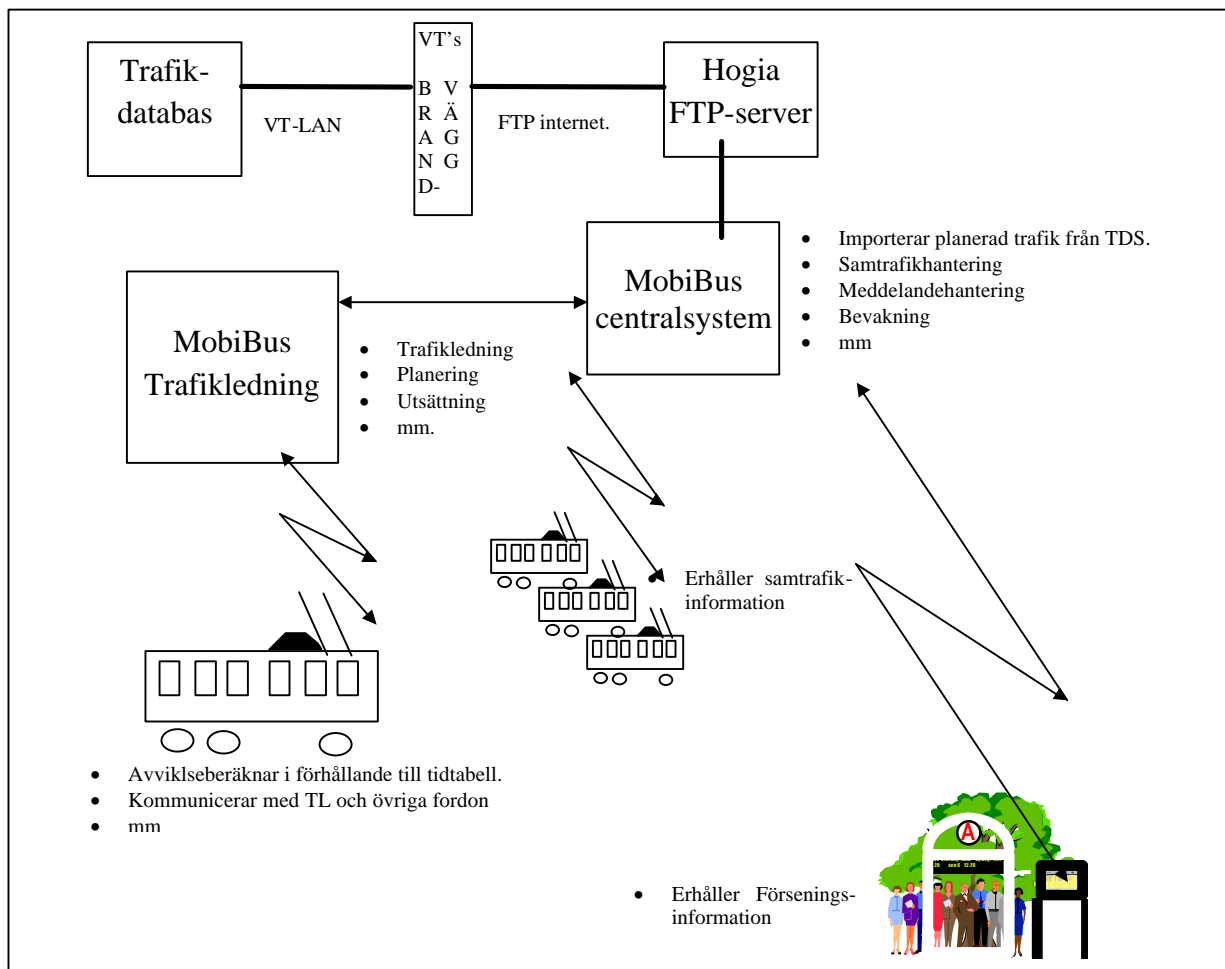 Trafik-
databas
VT-LAN
VT's
BRAND-
VÄGG
FTP internet.
Hogia
FTP-server
MobiBus
centralsystem
• Importerar planerad trafik från TDS.
• Samtrafikhantering
• Meddelandehantering
• Bevakning
• mm
MobiBus
Trafikledning
• Trafikledning
• Planering
• Utsättning
• mm.
• Erhåller samtrafik-
information
• Avviklseberäknar i förhållande till tidtabell.
• Kommunicerar med TL och övriga fordon
• mm
A
• Erhåller Försenings-
information